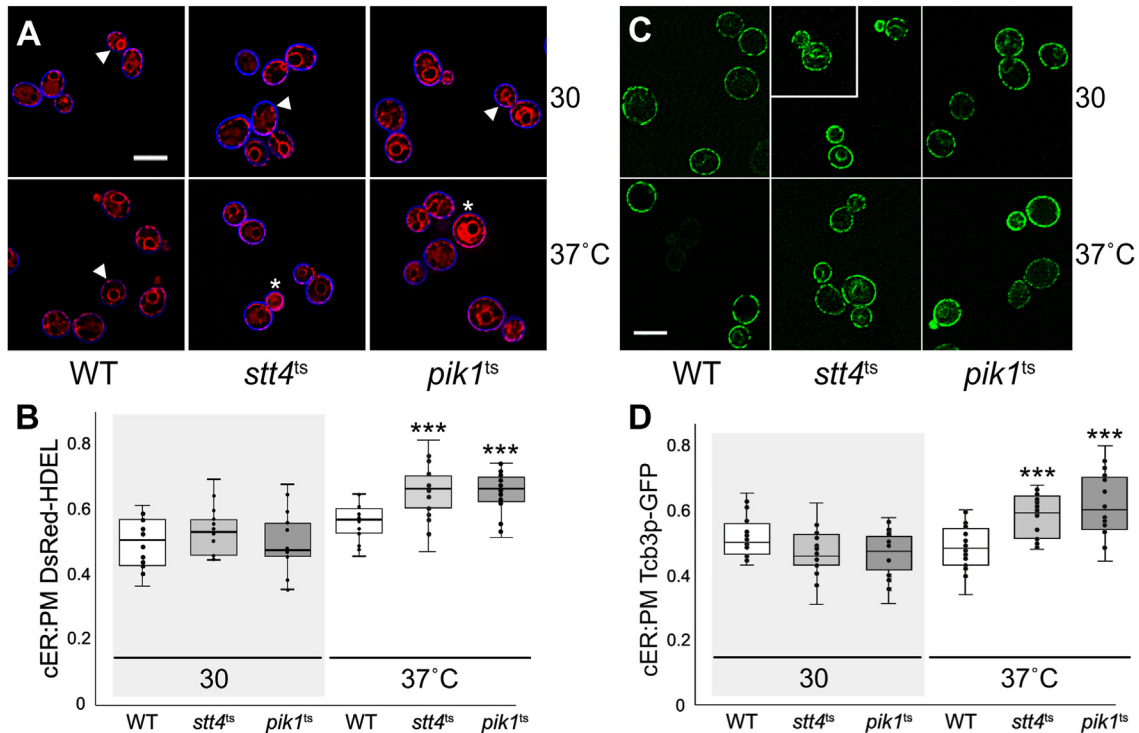 A
C
30
30
*
*
37˚C
37˚C
WT
stt4ts
pik1ts
WT
stt4ts
pik1ts
B
cER:PM DsRed-HDEL
0.8
0.6
0.4
0.2
0
***
***
30
37˚C
WT
stt4ts
pik1ts
WT
stt4ts
pik1ts
D
cER:PM Tcb3p-GFP
0.8
0.6
0.4
0.2
0
***
***
30
37˚C
WT
stt4ts
pik1ts
WT
stt4ts
pik1ts